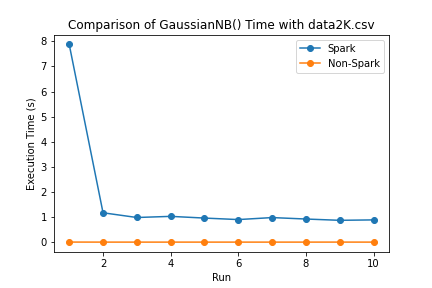 Comparison of GaussianNB() Time with data2K.csv
Spark
Non-Spark
Execution Time (s)
8
7
6
5
4
3
2
1
0
2
4
6
8
10
Run